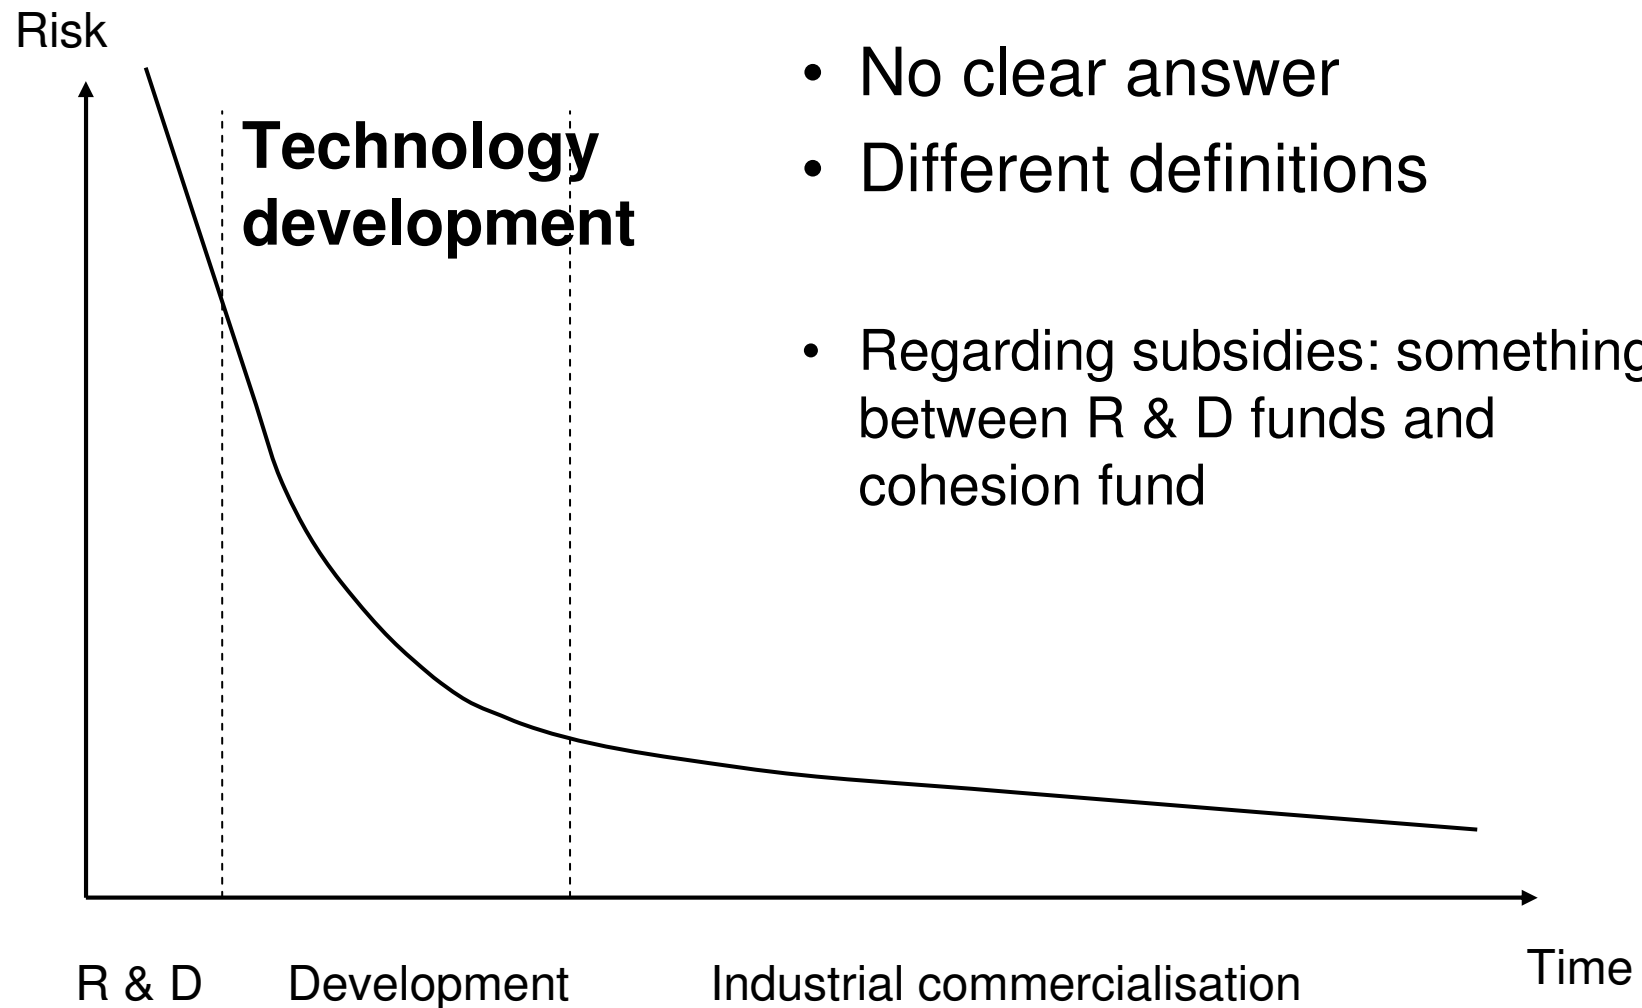 Risk
Technology
development
• No clear answer
• Different definitions
• Regarding subsidies: something
between R & D funds and
cohesion fund
R & D
Development
Industrial commercialisation
Time